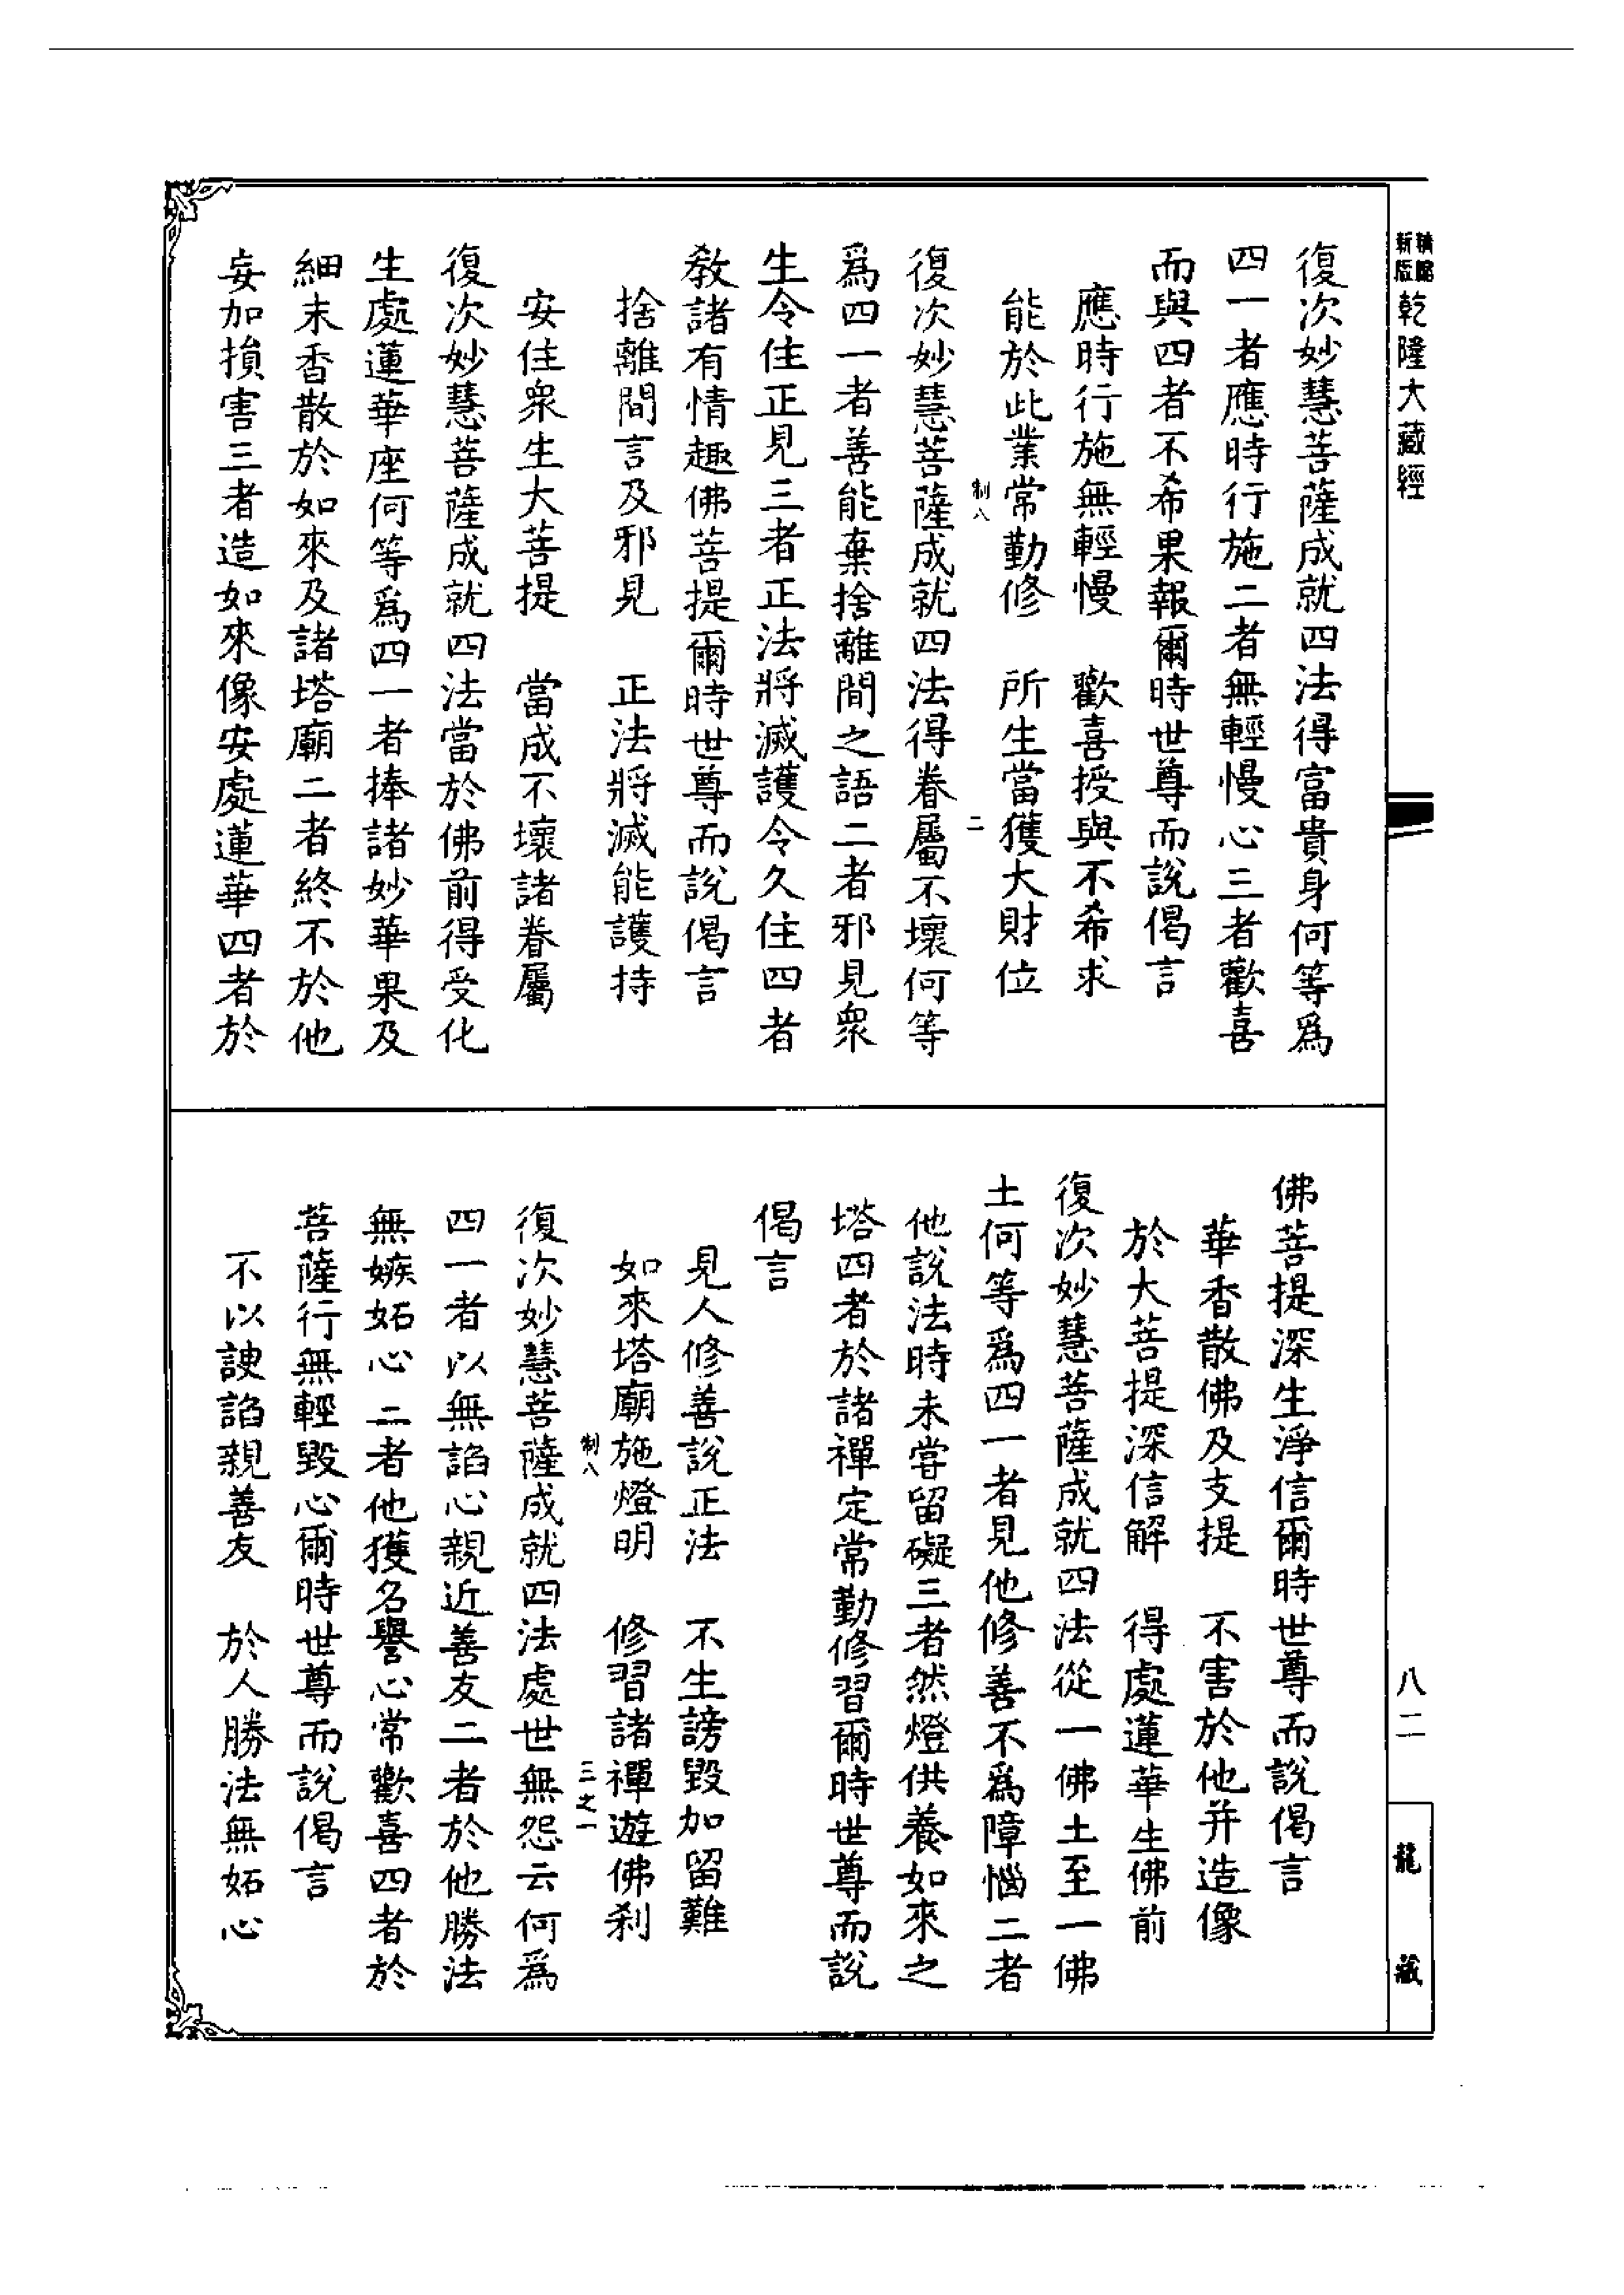 乾隆大藏經
復次妙慧菩薩成就四法得富貴身何等爲
四一者應時行施二者無輕慢心三者歡喜
而與四者不希果報爾時世尊而說偈言
應時行施無輕慢　歡喜授與不希求
能於此業常勤修　所生當獲大財位
制八
二
復次妙慧菩薩成就四法得眷屬不壞何等
爲四一者善能棄捨離間之語二者邪見眾
生令住正見三者正法將滅護令久住四者
敎諸有情趣佛菩提爾時世尊而說偈言
捨離間言及邪見　正法將滅能護持
安住眾生大菩提　當成不壞諸眷屬
復次妙慧菩薩成就四法當於佛前得受化
生處蓮華座何等爲四一者捧諸妙華果及
細末香散於如來及諸塔廟二者終不於他
妄加損害三者造如來像安處蓮華四者於
佛菩提深生淨信爾時世尊而說偈言
華香散佛及支提　不害於他并造像
於大菩提深信解　得處蓮華生佛前
復次妙慧菩薩成就四法從一佛土至一佛
土何等爲四一者見他修善不爲障惱二者
他說法時未甞留礙三者然燈供養如來之
塔四者於諸禪定常勤修習爾時世尊而說
偈言
見人修善說正法　不生謗毀加留難
如來塔廟施燈明　修習諸禪遊佛刹
制八
三之一
復次妙慧菩薩成就四法處世無怨云何爲
四一者以無諂心親近善友二者於他勝法
無嫉妬心三者他獲名譽心常歡喜四者於
菩薩行無輕毀心爾時世尊而說偈言
不以諛諂親善友　於人勝法無妬心
八二
龍藏